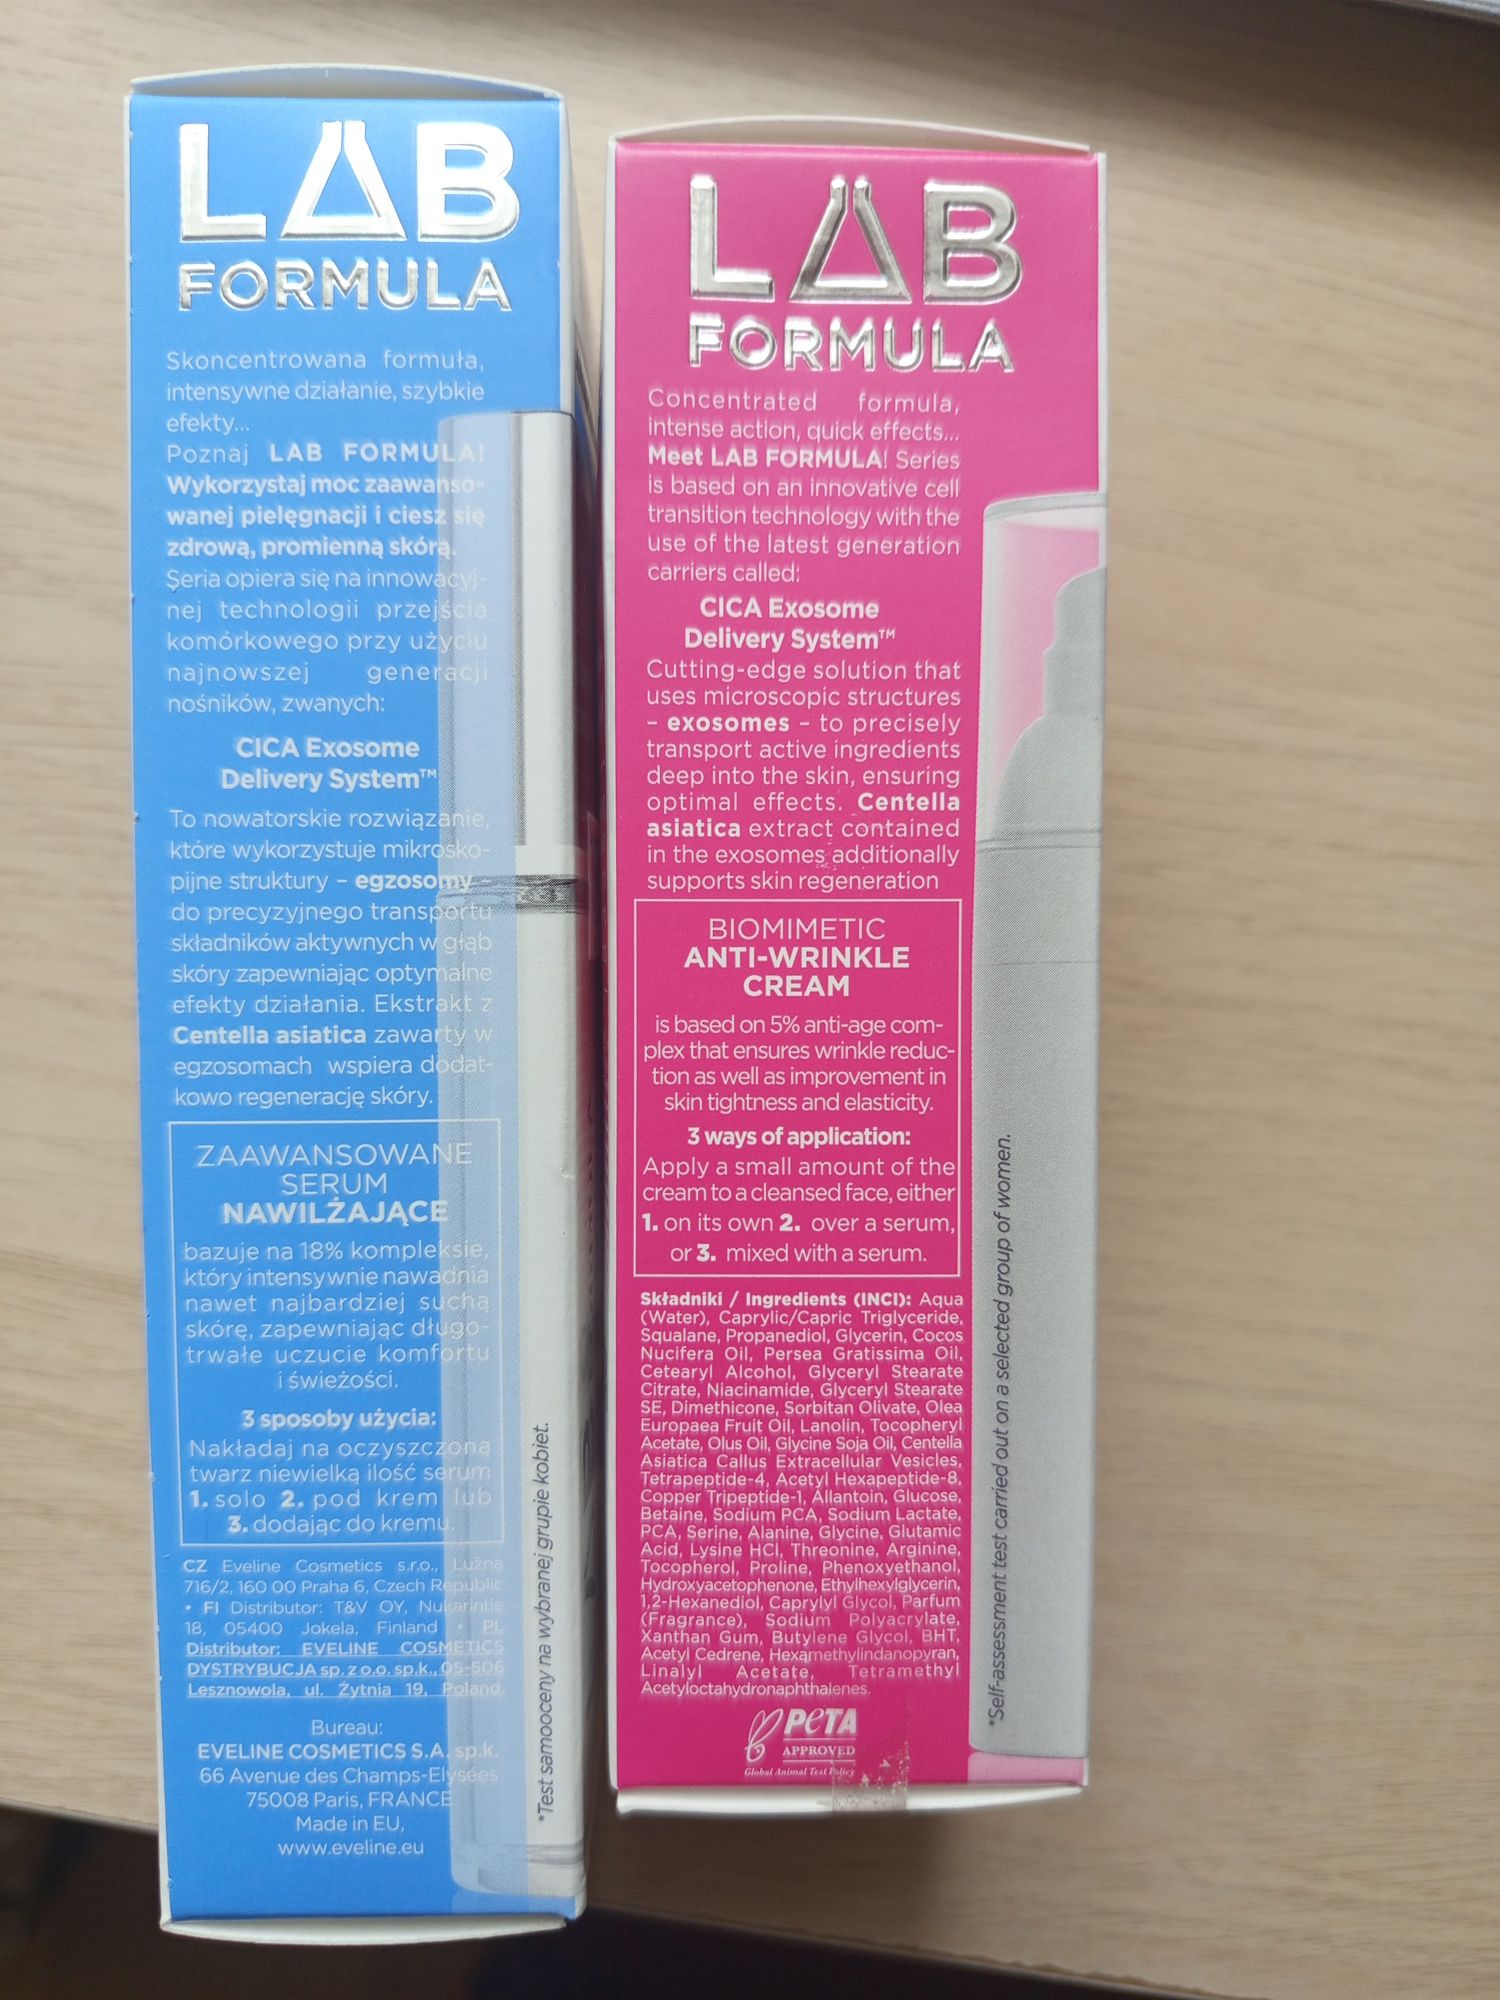 LAB
FORMULA
Skoncentrowana formuła,
intensywne działanie, szybkie
efekty...
Poznaj LAB FORMULA!
Wykorzystaj moc zaawanso-
wanej pielęgnacji i ciesz się
zdrową, promienną skórą.
Seria opiera się na innowacyj-
nej technologii przejścia
komórkowego przy użyciu
najnowszej generacji
nośników, zwanych:
CICA Exosome
Delivery System™
To nowatorskie rozwiązanie,
które wykorzystuje mikrosko-
pijne struktury – egzosomy –
do precyzyjnego transportu
składników aktywnych w głąb
skóry zapewniając optymalne
efekty działania. Ekstrakt z
Centella asiatica zawarty w
egzosomach wspiera dodat-
kowo regenerację skóry.
ZAAWANSOWANE
SERUM
NAWILŻAJĄCE
bazuje na 18% kompleksie,
który intensywnie nawadnia
nawet najbardziej suchą
skórę, zapewniając długo-
trwałe uczucie komfortu
i świeżości.
3 sposoby użycia:
Nakładaj na oczyszczoną
twarz niewielką ilość serum
1. solo 2. pod krem lub
3. dodając do kremu.
CZ Eveline Cosmetics s.r.o., Lužná
716/2, 160 00 Praha 6, Czech Republic
• FI Distributor: T&V OY, Nukarintie
18, 05400 Jokela, Finland • PL
Distributor: EVELINE COSMETICS
DYSTRYBUCJA sp. z o.o. sp.k., 05-506
Lesznowola, ul. Żytnia 19, Poland.
Bureau:
EVELINE COSMETICS S.A. sp.k.
66 Avenue des Champs-Elysées
75008 Paris, FRANCE
Made in EU,
www.eveline.eu
*Test samooceny na wybranej grupie kobiet.
LAB
FORMULA
Concentrated formula,
intense action, quick effects...
Meet LAB FORMULA! Series
is based on an innovative cell
transition technology with the
use of the latest generation
carriers called:
CICA Exosome
Delivery System™
Cutting-edge solution that
uses microscopic structures
– exosomes – to precisely
transport active ingredients
deep into the skin, ensuring
optimal effects. Centella
asiatica extract contained
in the exosomes additionally
supports skin regeneration
BIOMIMETIC
ANTI-WRINKLE
CREAM
is based on 5% anti-age com-
plex that ensures wrinkle reduc-
tion as well as improvement in
skin tightness and elasticity.
3 ways of application:
Apply a small amount of the
cream to a cleansed face, either
1. on its own 2. over a serum,
or 3. mixed with a serum.
Składniki / Ingredients (INCI): Aqua
(Water), Caprylic/Capric Triglyceride,
Squalane, Propanediol, Glycerin, Cocos
Nucifera Oil, Persea Gratissima Oil,
Cetearyl Alcohol, Glyceryl Stearate
Citrate, Niacinamide, Glyceryl Stearate
SE, Dimethicone, Sorbitan Olivate, Olea
Europaea Fruit Oil, Lanolin, Tocopheryl
Acetate, Olus Oil, Glycine Soja Oil, Centella
Asiatica Callus Extracellular Vesicles,
Tetrapeptide-4, Acetyl Hexapeptide-8,
Copper Tripeptide-1, Allantoin, Glucose,
Betaine, Sodium PCA, Sodium Lactate,
PCA, Serine, Alanine, Glycine, Glutamic
Acid, Lysine HCl, Threonine, Arginine,
Tocopherol, Proline, Phenoxyethanol,
Hydroxyacetophenone, Ethylhexylglycerin,
1,2-Hexanediol, Caprylyl Glycol, Parfum
(Fragrance), Sodium Polyacrylate,
Xanthan Gum, Butylene Glycol, BHT,
Acetyl Cedrene, Hexamethylindanopyran,
Linalyl Acetate, Tetramethyl
Acetyloctahydronaphthalenes.
PETA
APPROVED
Global Animal Test Policy
*Self-assessment test carried out on a selected group of women.